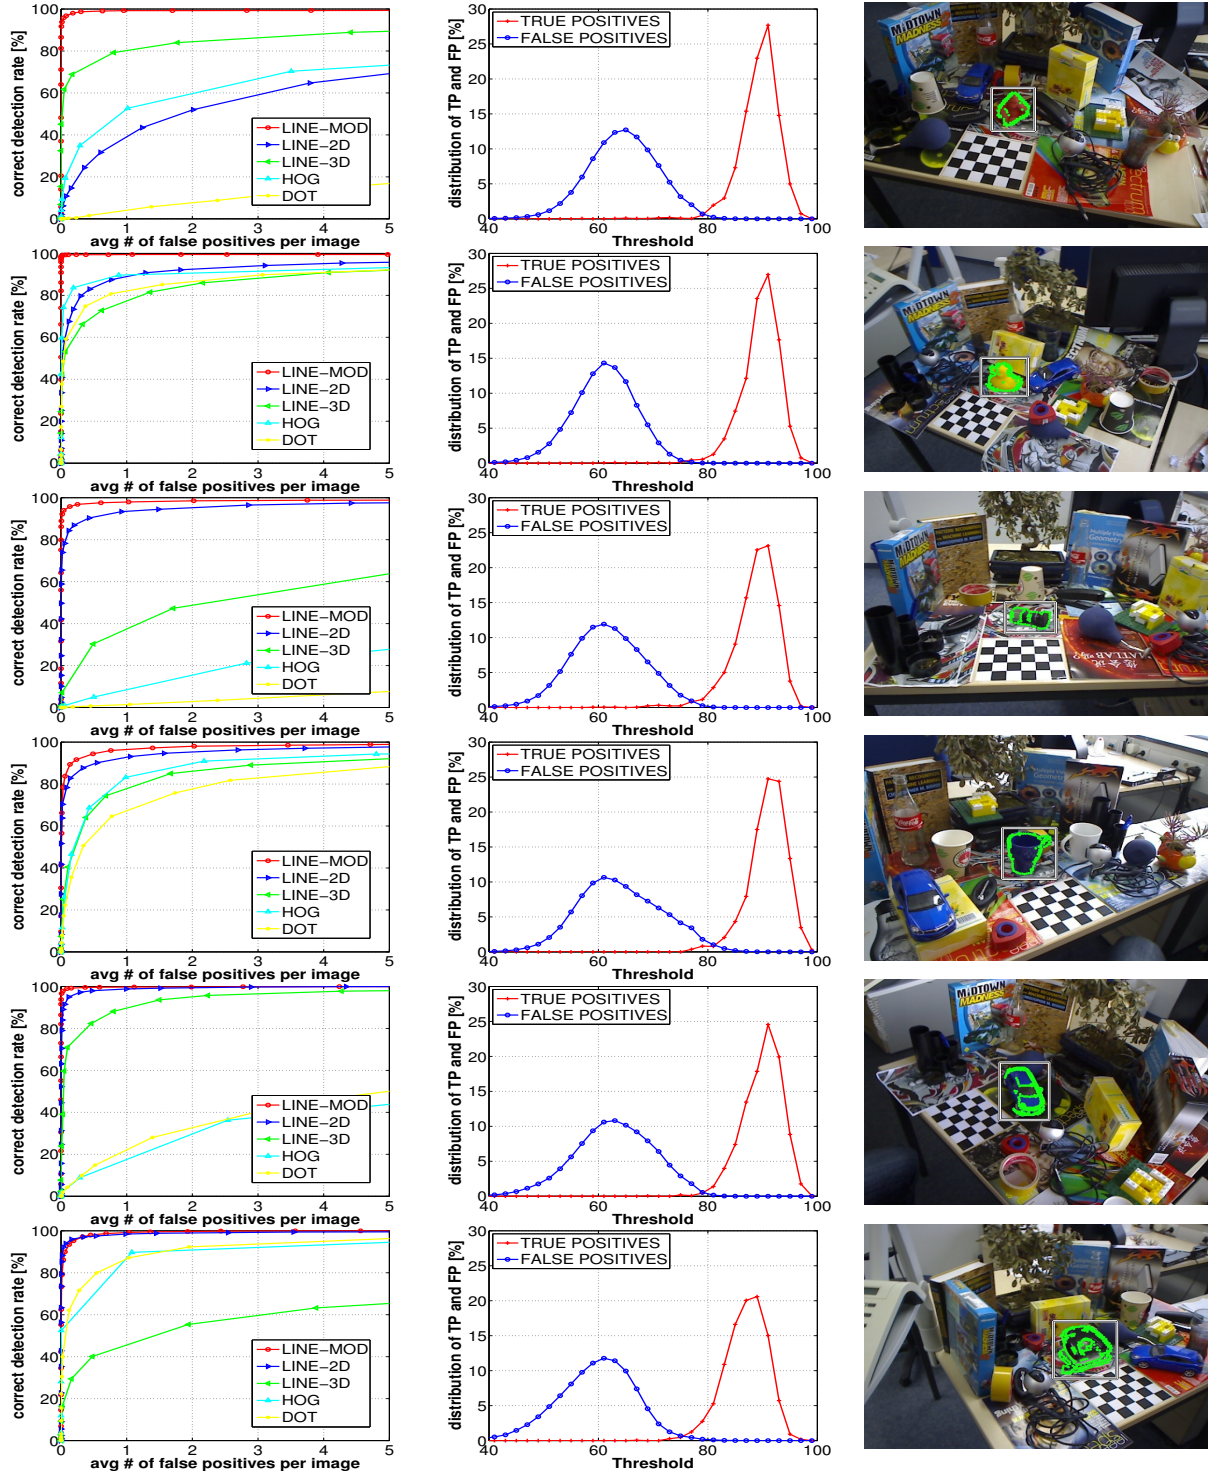 correct detection rate [%]
100
80
60
40
20
0
LINE-MOD
LINE-2D
LINE-3D
HOG
DOT
0 1 2 3 4 5
avg # of false positives per image
distribution of TP and FP [%]
30
25
20
15
10
5
0
TRUE POSITIVES
FALSE POSITIVES
40 60 80 100
Threshold
MIDTOWN
MADNESS
correct detection rate [%]
100
80
60
40
20
0
LINE-MOD
LINE-2D
LINE-3D
HOG
DOT
0 1 2 3 4 5
avg # of false positives per image
distribution of TP and FP [%]
30
25
20
15
10
5
0
TRUE POSITIVES
FALSE POSITIVES
40 60 80 100
Threshold
MIDTOWN
MADNESS
correct detection rate [%]
100
80
60
40
20
0
LINE-MOD
LINE-2D
LINE-3D
HOG
DOT
0 1 2 3 4 5
avg # of false positives per image
distribution of TP and FP [%]
30
25
20
15
10
5
0
TRUE POSITIVES
FALSE POSITIVES
40 60 80 100
Threshold
MIDTOWN
MADNESS
Multiple View
Geometry
MATLAB
correct detection rate [%]
100
80
60
40
20
0
LINE-MOD
LINE-2D
LINE-3D
HOG
DOT
0 1 2 3 4 5
avg # of false positives per image
distribution of TP and FP [%]
30
25
20
15
10
5
0
TRUE POSITIVES
FALSE POSITIVES
40 60 80 100
Threshold
Coca-Cola
correct detection rate [%]
100
80
60
40
20
0
LINE-MOD
LINE-2D
LINE-3D
HOG
DOT
0 1 2 3 4 5
avg # of false positives per image
distribution of TP and FP [%]
30
25
20
15
10
5
0
TRUE POSITIVES
FALSE POSITIVES
40 60 80 100
Threshold
MIDTOWN
MADNESS
correct detection rate [%]
100
80
60
40
20
0
LINE-MOD
LINE-2D
LINE-3D
HOG
DOT
0 1 2 3 4 5
avg # of false positives per image
distribution of TP and FP [%]
30
25
20
15
10
5
0
TRUE POSITIVES
FALSE POSITIVES
40 60 80 100
Threshold